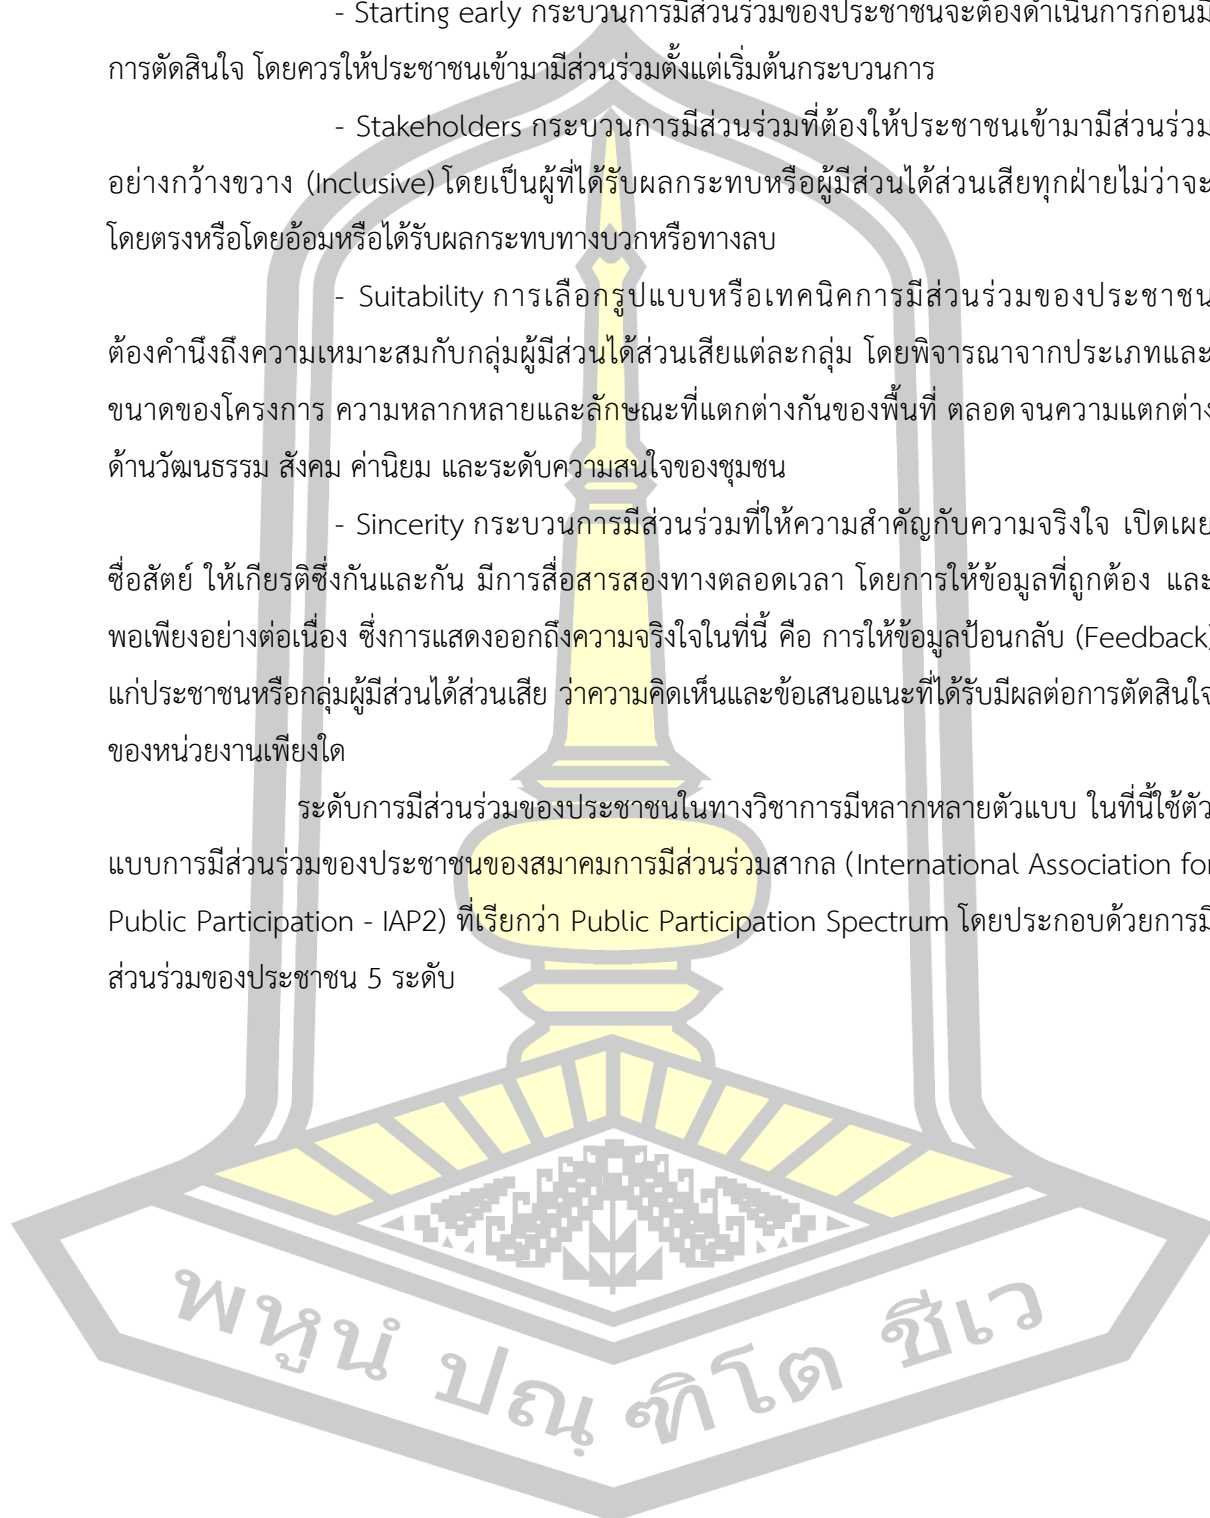 - Starting early กระบวนการมีส่วนร่วมของประชาชนจะต้องดำเนินการก่อนมี
การตัดสินใจ โดยควรให้ประชาชนเข้ามามีส่วนร่วมตั้งแต่เริ่มต้นกระบวนการ
- Stakeholders กระบวนการมีส่วนร่วมที่ต้องให้ประชาชนเข้ามามีส่วนร่วม
อย่างกว้างขวาง (Inclusive) โดยเป็นผู้ที่ได้รับผลกระทบหรือผู้มีส่วนได้ส่วนเสียทุกฝ่ายไม่ว่าจะ
โดยตรงหรือโดยอ้อมหรือได้รับผลกระทบทางบวกหรือทางลบ
- Suitability การเลือกรูปแบบหรือเทคนิคการมีส่วนร่วมของประชาชน
ต้องคำนึงถึงความเหมาะสมกับกลุ่มผู้มีส่วนได้ส่วนเสียแต่ละกลุ่ม โดยพิจารณาจากประเภทและ
ขนาดของโครงการ ความหลากหลายและลักษณะที่แตกต่างกันของพื้นที่ ตลอดจนความแตกต่าง
ด้านวัฒนธรรม สังคม ค่านิยม และระดับความสนใจของชุมชน
- Sincerity กระบวนการมีส่วนร่วมที่ให้ความสำคัญกับความจริงใจ เปิดเผย
ซื่อสัตย์ ให้เกียรติซึ่งกันและกัน มีการสื่อสารสองทางตลอดเวลา โดยการให้ข้อมูลที่ถูกต้อง และ
พอเพียงอย่างต่อเนื่อง ซึ่งการแสดงออกถึงความจริงใจในที่นี้ คือ การให้ข้อมูลป้อนกลับ (Feedback)
แก่ประชาชนหรือกลุ่มผู้มีส่วนได้ส่วนเสีย ว่าความคิดเห็นและข้อเสนอแนะที่ได้รับมีผลต่อการตัดสินใจ
ของหน่วยงานเพียงใด
ระดับการมีส่วนร่วมของประชาชนในทางวิชาการมีหลากหลายตัวแบบ ในที่นี้ใช้ตัว
แบบการมีส่วนร่วมของประชาชนของสมาคมการมีส่วนร่วมสากล (International Association for
Public Participation - IAP2) ที่เรียกว่า Public Participation Spectrum โดยประกอบด้วยการมี
ส่วนร่วมของประชาชน 5 ระดับ
พหูนํ ปณฺ ฑิโต ชีเว